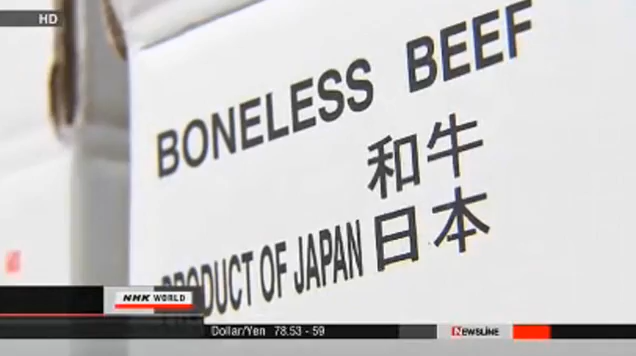 HD
BONELESS BEEF
和牛
PRODUCT OF JAPAN 日本
NHK WORLD
Dollar/Yen 78.53 - 59
NEWSLINE